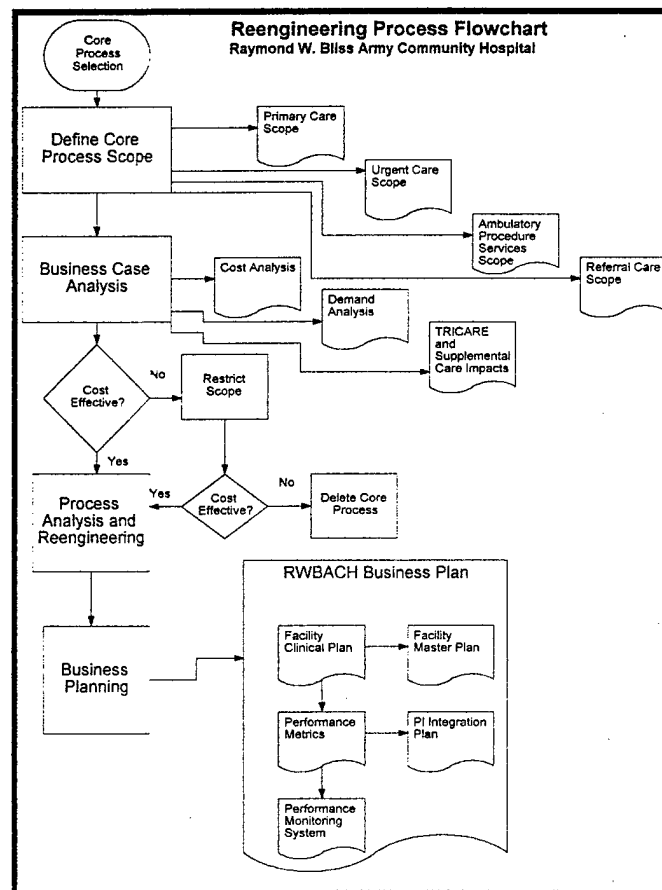 Reengineering Process Flowchart
Raymond W. Bliss Army Community Hospital
Core
Process
Selection
Define Core
Process Scope
Primary Care
Scope
Urgent Care
Scope
Ambulatory
Procedure
Services
Scope
Referral Care
Scope
Business Case
Analysis
Cost Analysis
Demand
Analysis
TRICARE
and
Supplemental
Care Impacts
Cost
Effective?
No
Restrict
Scope
Yes
Process
Analysis and
Reengineering
Yes
Cost
Effective?
No
Delete Core
Process
Business
Planning
RWBACH Business Plan
Facility
Clinical Plan
Facility
Master Plan
Performance
Metrics
PI Integration
Plan
Performance
Monitoring
System